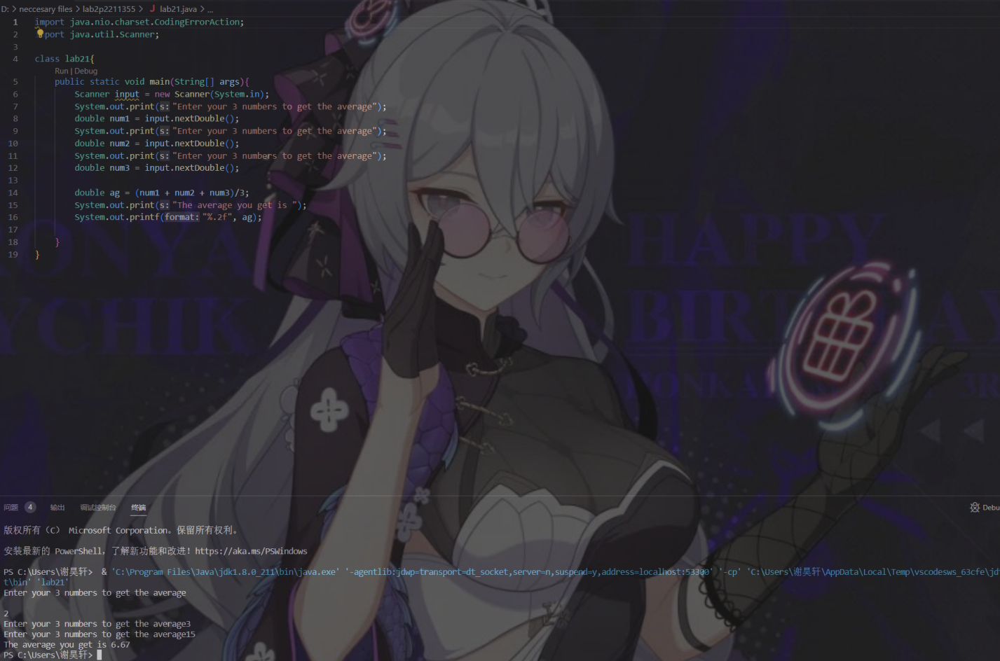 D: > neccesary files > lab2p2211355 > J lab21.java > ...
1 import java.nio.charset.CodingErrorAction;
2 port java.util.Scanner;
3
4 class lab21{
Run | Debug
5 public static void main(String[] args){
6 Scanner input = new Scanner(System.in);
7 System.out.print(s: "Enter your 3 numbers to get the average");
8 double num1 = input.nextDouble();
9 System.out.print(s: "Enter your 3 numbers to get the average");
10 double num2 = input.nextDouble();
11 System.out.print(s: "Enter your 3 numbers to get the average");
12 double num3 = input.nextDouble();
13
14 double ag = (num1 + num2 + num3)/3;
15 System.out.print(s: "The average you get is ");
16 System.out.printf(format: "%.2f", ag);
17
18 }
19 }
ONYA
YCHIK
HAPPY
BIRT AY
3R
问题 4 输出 调试控制台 终端
Debu
版权所有 (C) Microsoft Corporation。保留所有权利。
安装最新的 PowerShell，了解新功能和改进！https://aka.ms/PSWindows
PS C:\Users\谢昊轩> & 'C:\Program Files\Java\jdk1.8.0_211\bin\java.exe' '-agentlib:jdwp=transport=dt_socket,server=n,suspend=y,address=localhost:53300' '-cp' 'C:\Users\谢昊轩\AppData\Local\Temp\vscodesws_63cfe\jd
t\bin' 'lab21'
Enter your 3 numbers to get the average
2
Enter your 3 numbers to get the average3
Enter your 3 numbers to get the average15
The average you get is 6.67
PS C:\Users\谢昊轩>